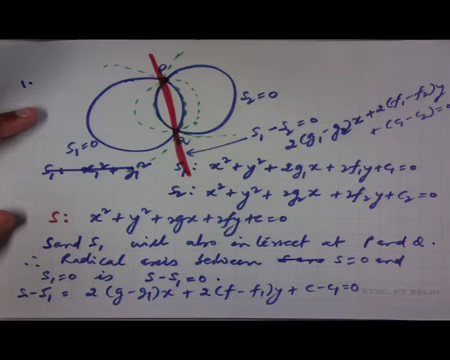 1.
P
S₂=0
S₁-S₂=0
2(g₁-g₂)x+2(f₁-f₂)y
+(c₁-c₂)=0
Q
S₁=0
S₁: x²+y²+2g₁x+2f₁y+c₁=0
S₂: x²+y²+2g₂x+2f₂y+c₂=0
S: x²+y²+2gx+2fy+c=0
S and S₁ will also intersect at P and Q.
∴ Radical axis between S=0 and
S₁=0 is S-S₁=0.
S-S₁ = 2(g-g₁)x+2(f-f₁)y+c-c₁=0
ETSC, IIT DELHI